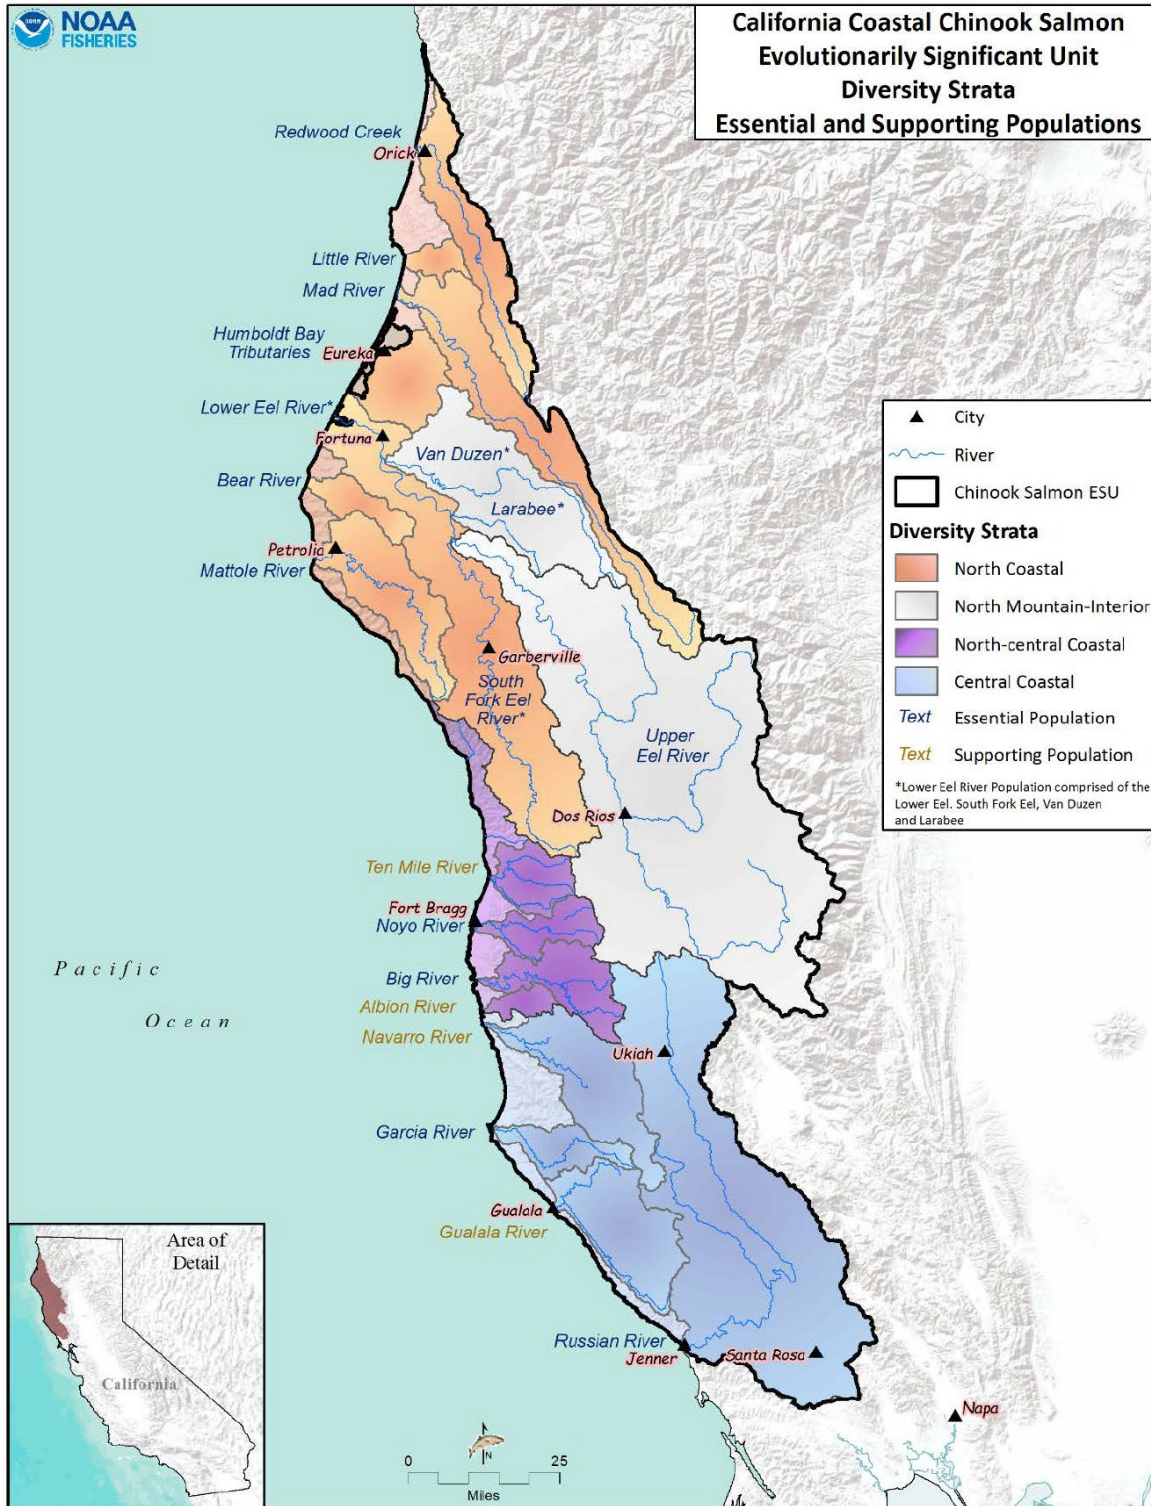 NOAA
FISHERIES
California Coastal Chinook Salmon
Evolutionarily Significant Unit
Diversity Strata
Essential and Supporting Populations
Redwood Creek
Orick
Little River
Mad River
Humboldt Bay
Tributaries
Eureka
Lower Eel River*
Fortuna
Van Duzen*
Bear River
Larabee*
Petrolia
Mattole River
Garberville
South
Fork Eel
River*
Upper
Eel River
Dos Rios
Ten Mile River
Fort Bragg
Noyo River
Big River
Albion River
Navarro River
Ukiah
Garcia River
Gualala
Gualala River
Russian River
Jenner
Santa Rosa
Napa
Pacific
Ocean
City
River
Chinook Salmon ESU
Diversity Strata
North Coastal
North Mountain-Interior
North-central Coastal
Central Coastal
Text Essential Population
Text Supporting Population
*Lower Eel River Population comprised of the
Lower Eel. South Fork Eel, Van Duzen
and Larabee
Area of
Detail
California
N
0 25
Miles